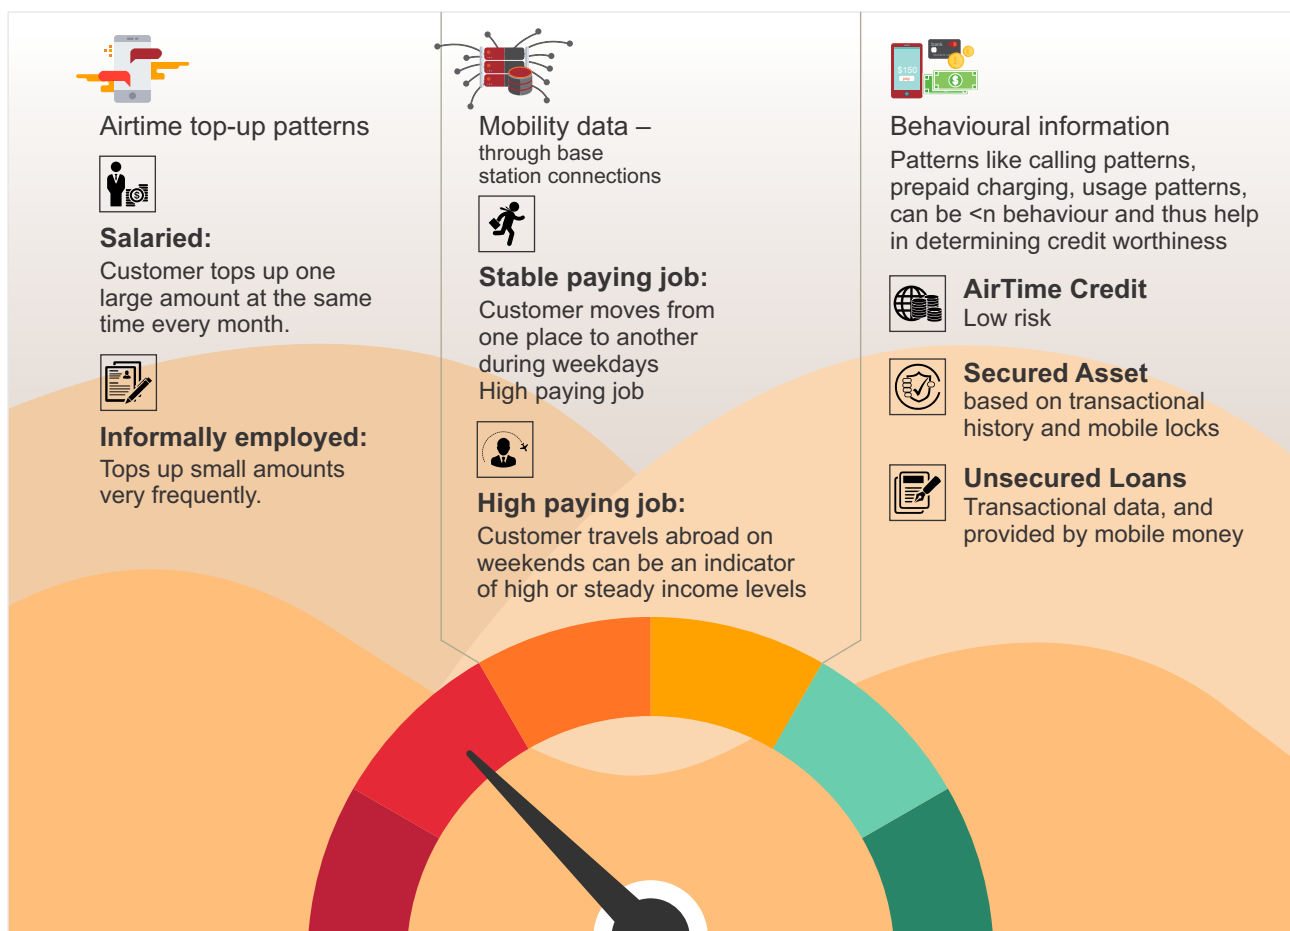 Airtime top-up patterns
Salaried:
Customer tops up one
large amount at the same
time every month.
Informally employed:
Tops up small amounts
very frequently.
Mobility data –
through base
station connections
Stable paying job:
Customer moves from
one place to another
during weekdays
High paying job
High paying job:
Customer travels abroad on
weekends can be an indicator
of high or steady income levels
$150
bank
Behavioural information
Patterns like calling patterns,
prepaid charging, usage patterns,
can be <n behaviour and thus help
in determining credit worthiness
AirTime Credit
Low risk
Secured Asset
based on transactional
history and mobile locks
Unsecured Loans
Transactional data, and
provided by mobile money